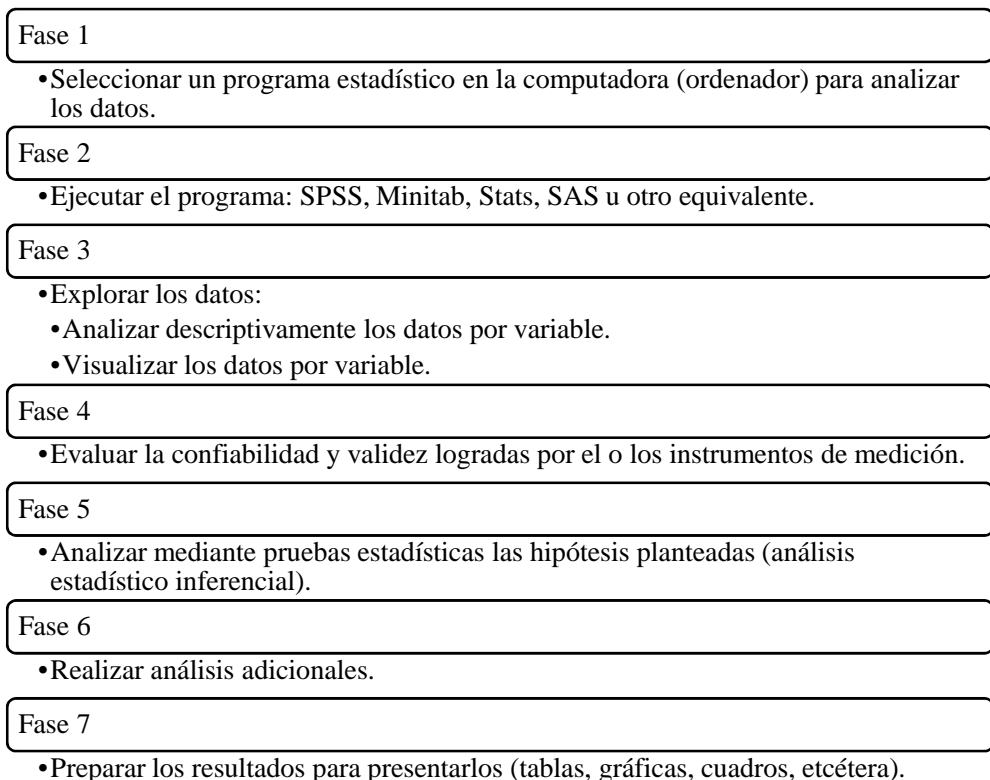 Fase 1
•Seleccionar un programa estadístico en la computadora (ordenador) para analizar
los datos.
Fase 2
•Ejecutar el programa: SPSS, Minitab, Stats, SAS u otro equivalente.
Fase 3
•Explorar los datos:
•Analizar descriptivamente los datos por variable.
•Visualizar los datos por variable.
Fase 4
•Evaluar la confiabilidad y validez logradas por el o los instrumentos de medición.
Fase 5
•Analizar mediante pruebas estadísticas las hipótesis planteadas (análisis
estadístico inferencial).
Fase 6
•Realizar análisis adicionales.
Fase 7
•Preparar los resultados para presentarlos (tablas, gráficas, cuadros, etcétera).